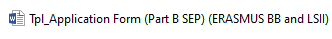 Tpl_Application Form (Part B SEP) (ERASMUS BB and LSII)